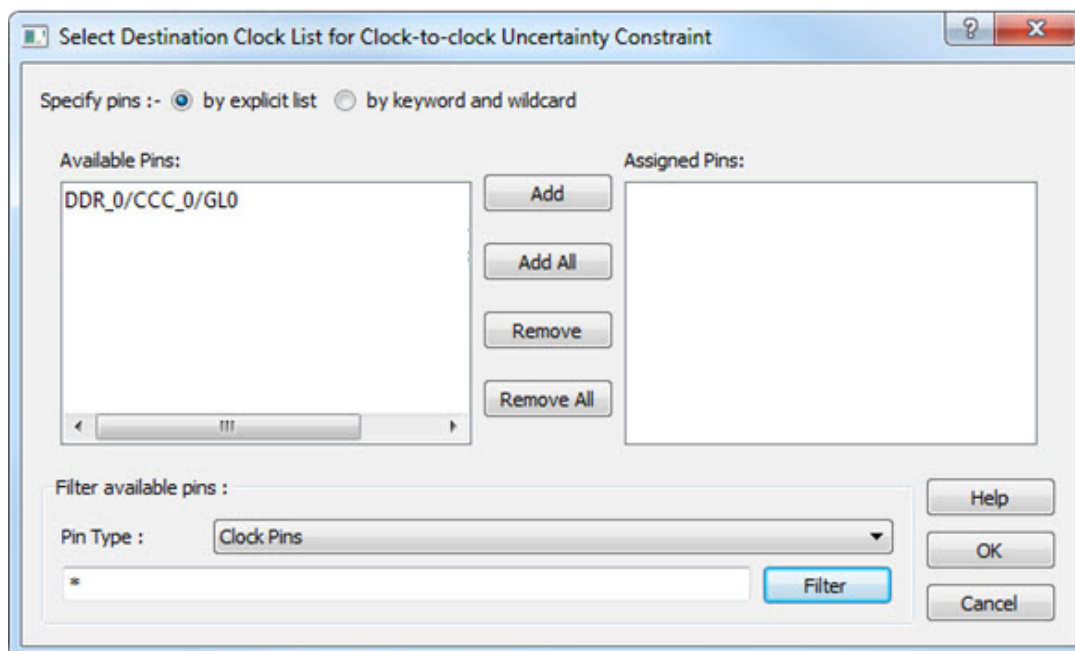 Select Destination Clock List for Clock-to-clock Uncertainty Constraint
Specify pins :- by explicit list by keyword and wildcard
Available Pins:
Assigned Pins:
DDR_0/CCC_0/GL0
Add
Add All
Remove
Remove All
Filter available pins :
Pin Type :
Clock Pins
*
Filter
Help
OK
Cancel